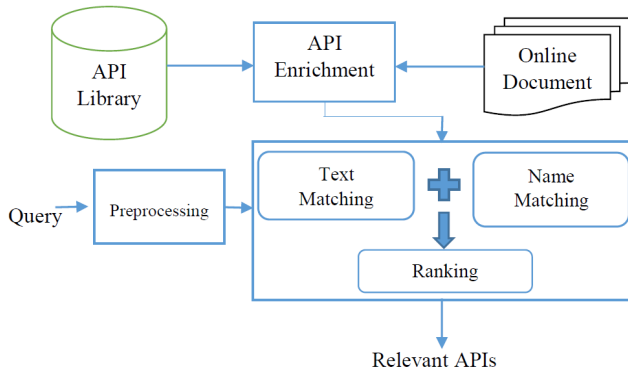 API
Library
API
Enrichment
Online
Document
Query
Preprocessing
Text
Matching
Name
Matching
Ranking
Relevant APIs